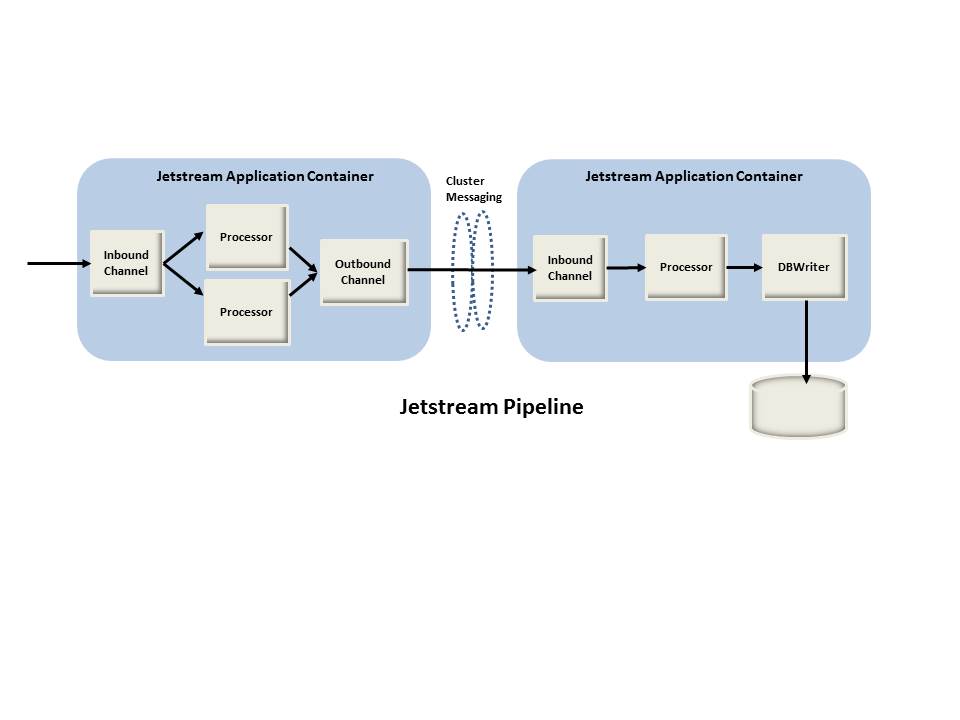 Jetstream Application Container
Inbound
Channel
Processor
Processor
Outbound
Channel
Cluster
Messaging
Jetstream Application Container
Inbound
Channel
Processor
DBWriter
Jetstream Pipeline